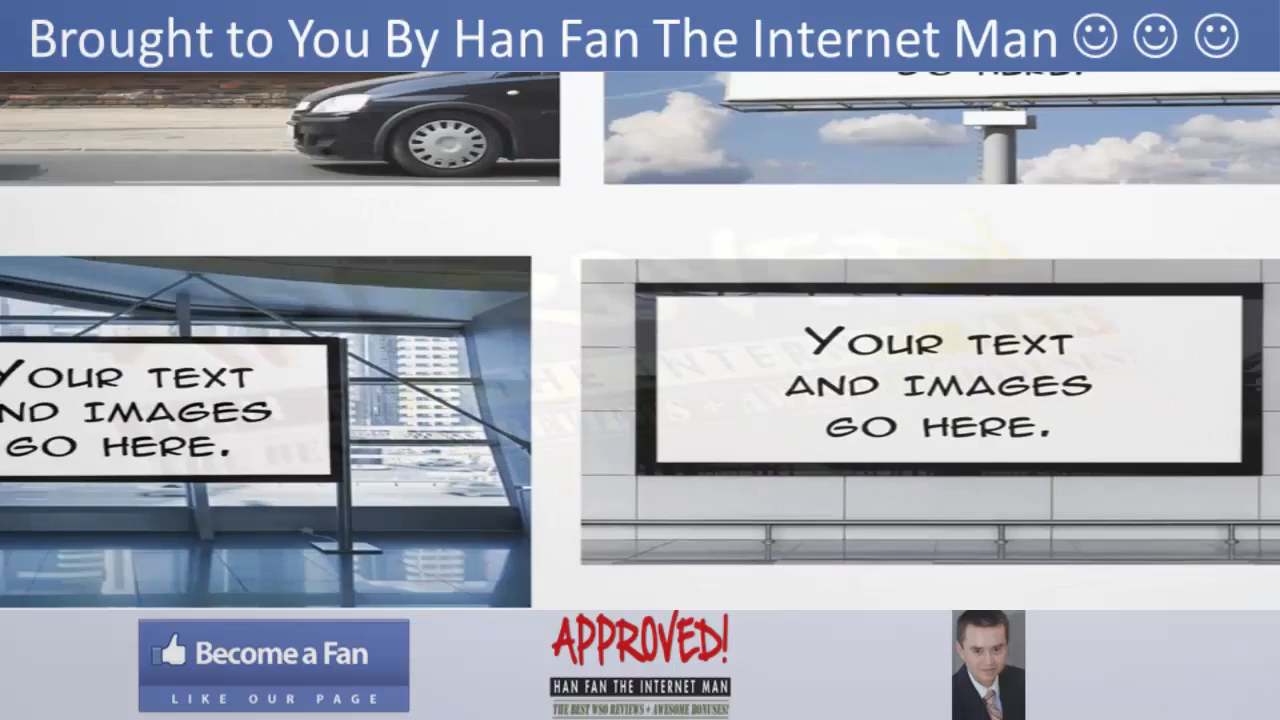 Brought to You By Han Fan The Internet Man
GO HERE.
YOUR TEXT
ND IMAGES
GO HERE.
YOUR TEXT
AND IMAGES
GO HERE.
Become a Fan
LIKE OUR PAGE
APPROVED!
HAN FAN THE INTERNET MAN
THE BEST WSO REVIEWS + AWESOME BONUSES!